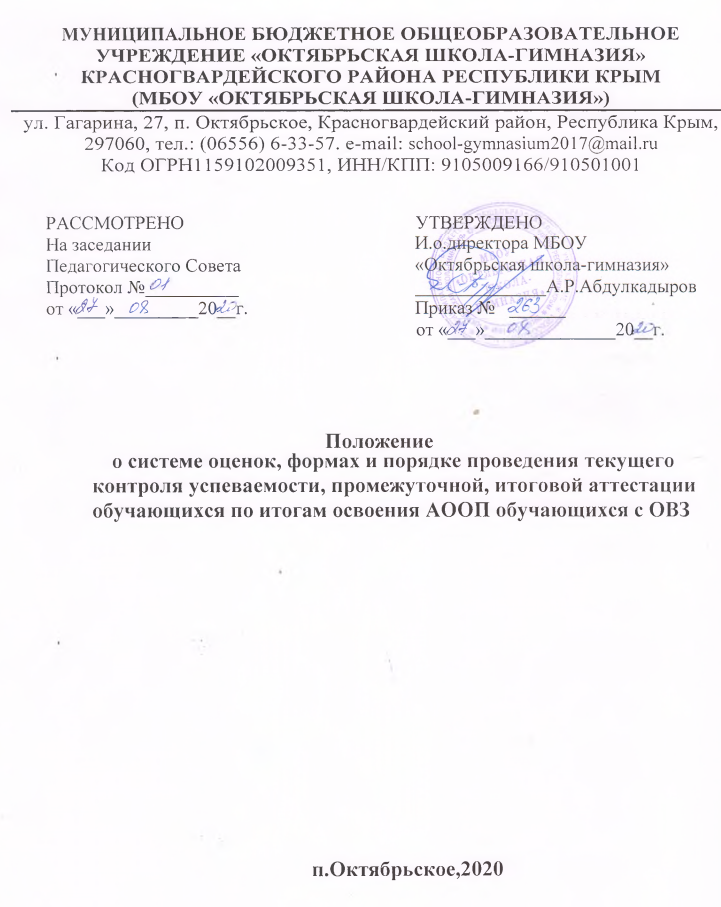 МУНИЦИПАЛЬНОЕ БЮДЖЕТНОЕ ОБЩЕОБРАЗОВАТЕЛЬНОЕ
УЧРЕЖДЕНИЕ «ОКТЯБРЬСКАЯ ШКОЛА-ГИМНАЗИЯ»
КРАСНОГВАРДЕЙСКОГО РАЙОНА РЕСПУБЛИКИ КРЫМ
(МБОУ «ОКТЯБРЬСКАЯ ШКОЛА-ГИМНАЗИЯ»)
ул. Гагарина, 27, п. Октябрьское, Красногвардейский район, Республика Крым,
297060, тел.: (06556) 6-33-57. e-mail: school-gymnasium2017@mail.ru
Код ОГРН1159102009351, ИНН/КПП: 9105009166/910501001
РАССМОТРЕНО
На заседании
Педагогического Совета
Протокол № 01
от «27» 08 2020г.
УТВЕРЖДЕНО
И.о.директора МБОУ
«Октябрьская школа-гимназия»
А.Р.Абдулкадыров
Приказ № 263
от «27» 08 2020г.
Положение
о системе оценок, формах и порядке проведения текущего
контроля успеваемости, промежуточной, итоговой аттестации
обучающихся по итогам освоения АООП обучающихся с ОВЗ
п.Октябрьское,2020